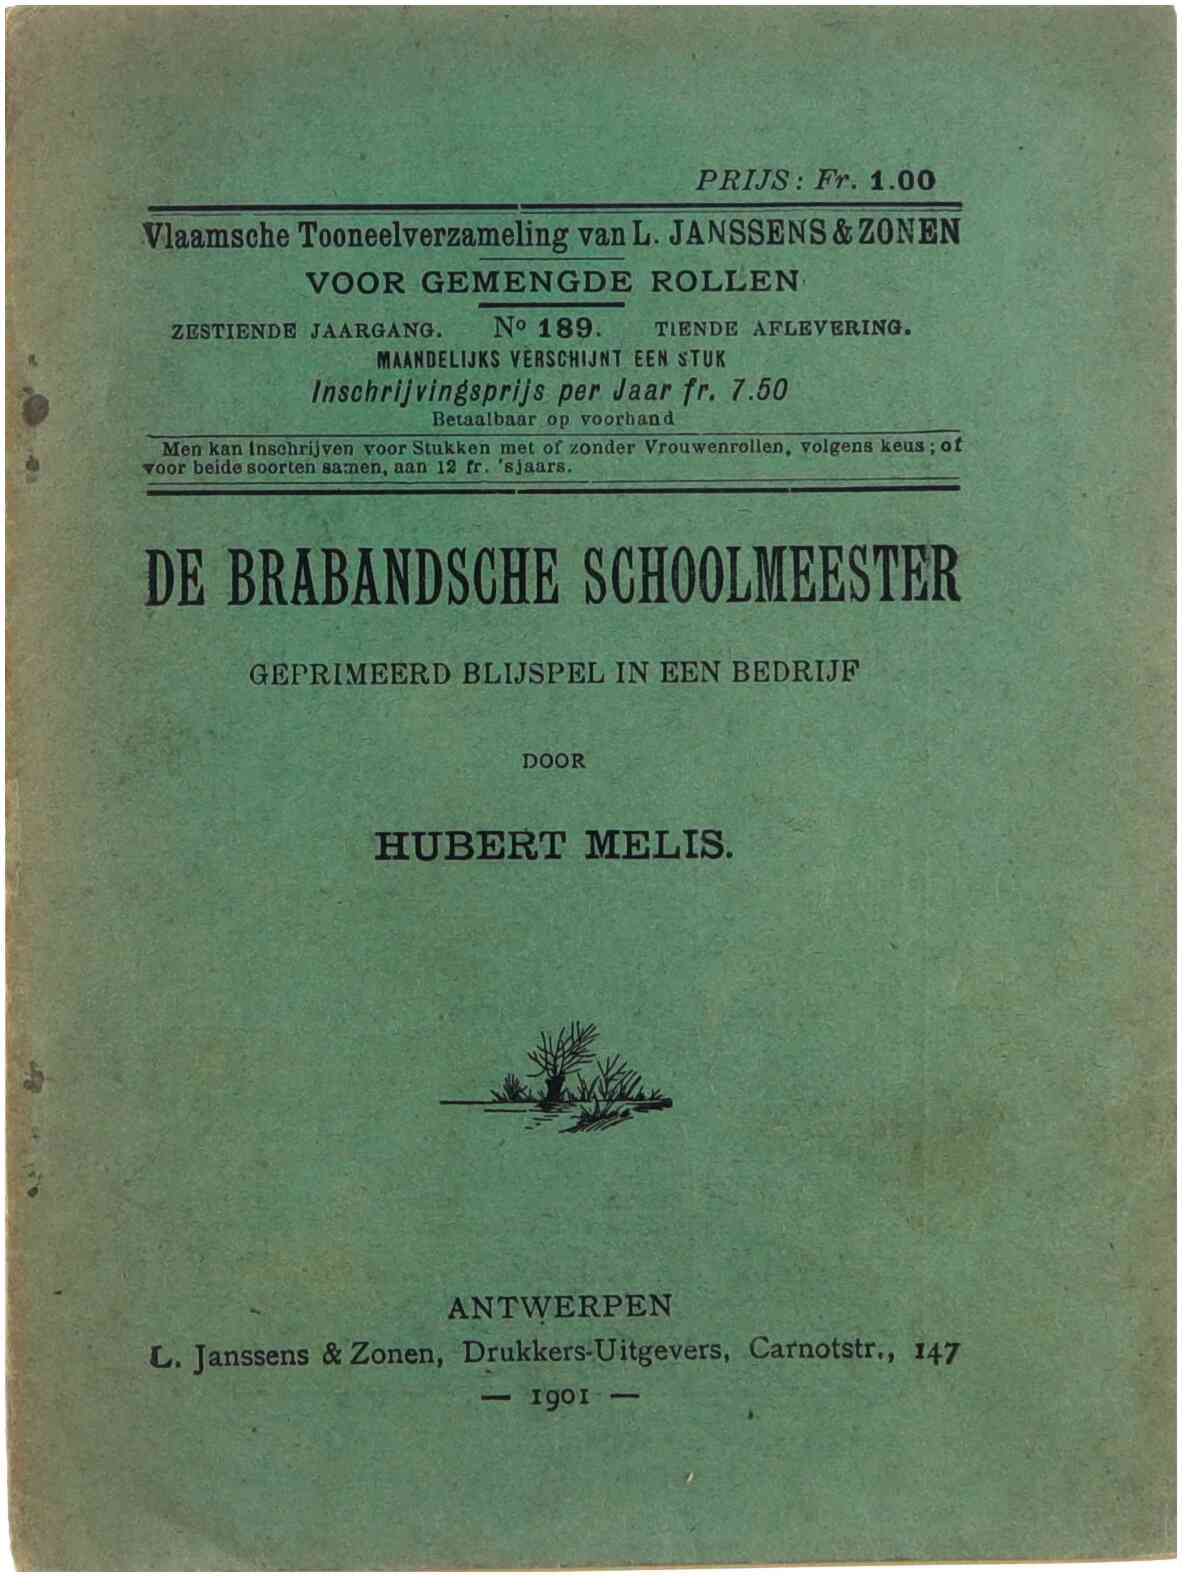 PRIJS: Fr. 1.00
Vlaamsche Tooneelverzameling van L. JANSSENS & ZONEN
VOOR GEMENGDE ROLLEN
ZESTIENDE JAARGANG. Nº 189. TIENDE AFLEVERING.
MAANDELIJKS VERSCHIJNT EEN STUK
Inschrijvingsprijs per Jaar fr. 7.50
Betaalbaar op voorhand
Men kan inschrijven voor Stukken met of zonder Vrouwenrollen, volgens keus ; of
voor beide soorten samen, aan 12 fr. 'sjaars.
DE BRABANDSCHE SCHOOLMEESTER
GEPRIMEERD BLIJSPEL IN EEN BEDRIJF
DOOR
HUBERT MELIS.
ANTWERPEN
L. Janssens & Zonen, Drukkers-Uitgevers, Carnotstr., 147
— 1901 —